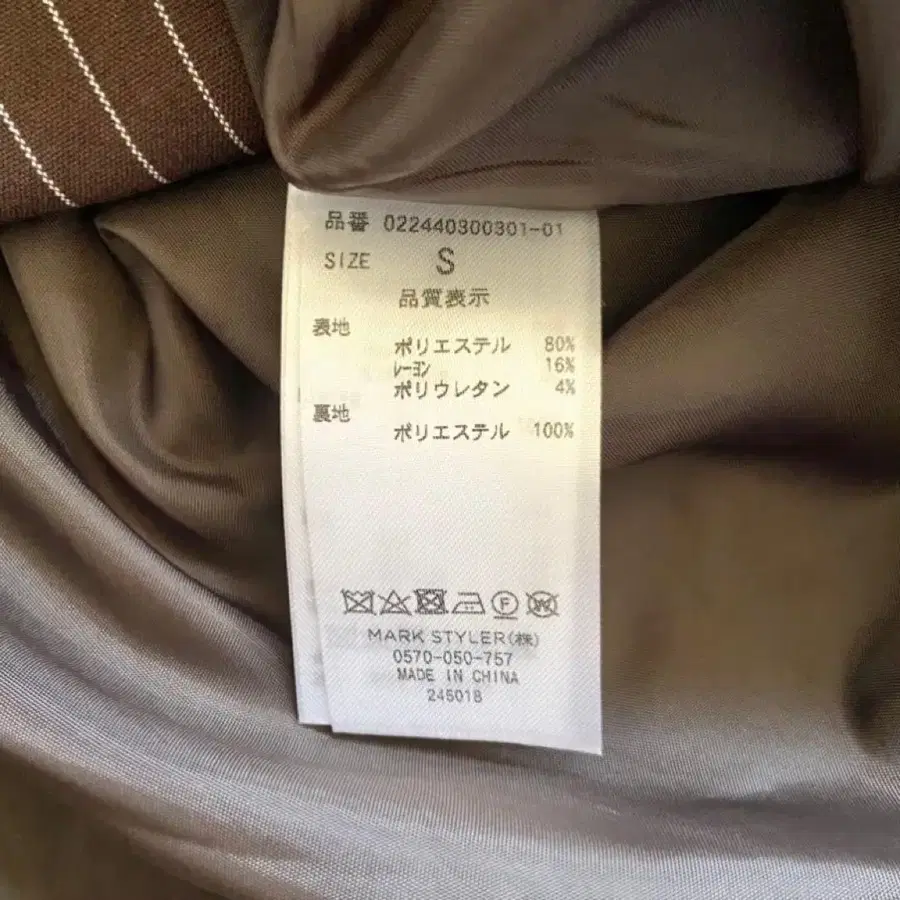 品番 022440300301-01
SIZE S
品質表示
表地
ポリエステル 80%
レーヨン 16%
ポリウレタン 4%
裏地
ポリエステル 100%
MARK STYLER(株)
0570-050-757
MADE IN CHINA
245018